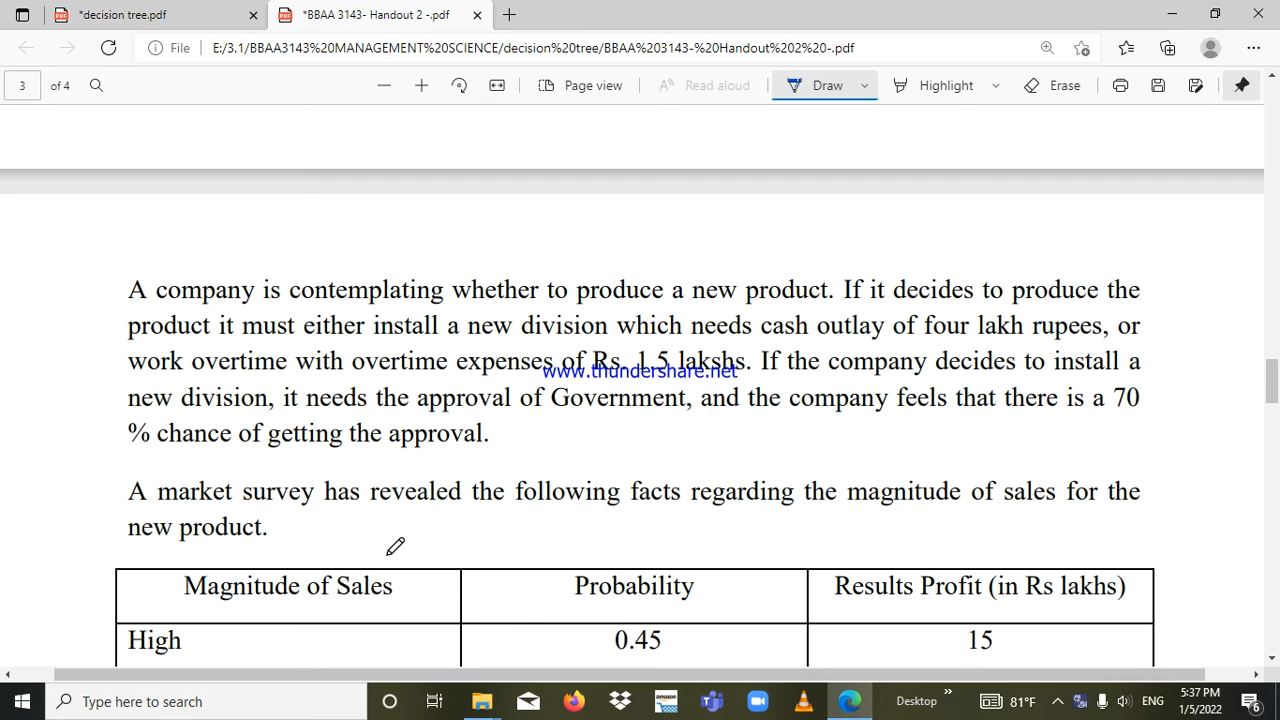 *decision tree.pdf
*BBAA 3143- Handout 2 -.pdf
File E:/3.1/BBAA3143%20MANAGEMENT%20SCIENCE/decision%20tree/BBAA%203143-%20Handout%202%20-.pdf
3 of 4 Page view Read aloud Draw Highlight Erase
A company is contemplating whether to produce a new product. If it decides to produce the
product it must either install a new division which needs cash outlay of four lakh rupees, or
work overtime with overtime expenses of Rs. 1.5 lakshs. If the company decides to install a
www.thundershare.net
new division, it needs the approval of Government, and the company feels that there is a 70
% chance of getting the approval.
A market survey has revealed the following facts regarding the magnitude of sales for the
new product.
Magnitude of Sales Probability Results Profit (in Rs lakhs)
High 0.45 15
Type here to search
Desktop
81°F
ENG
5:37 PM
1/5/2022
6